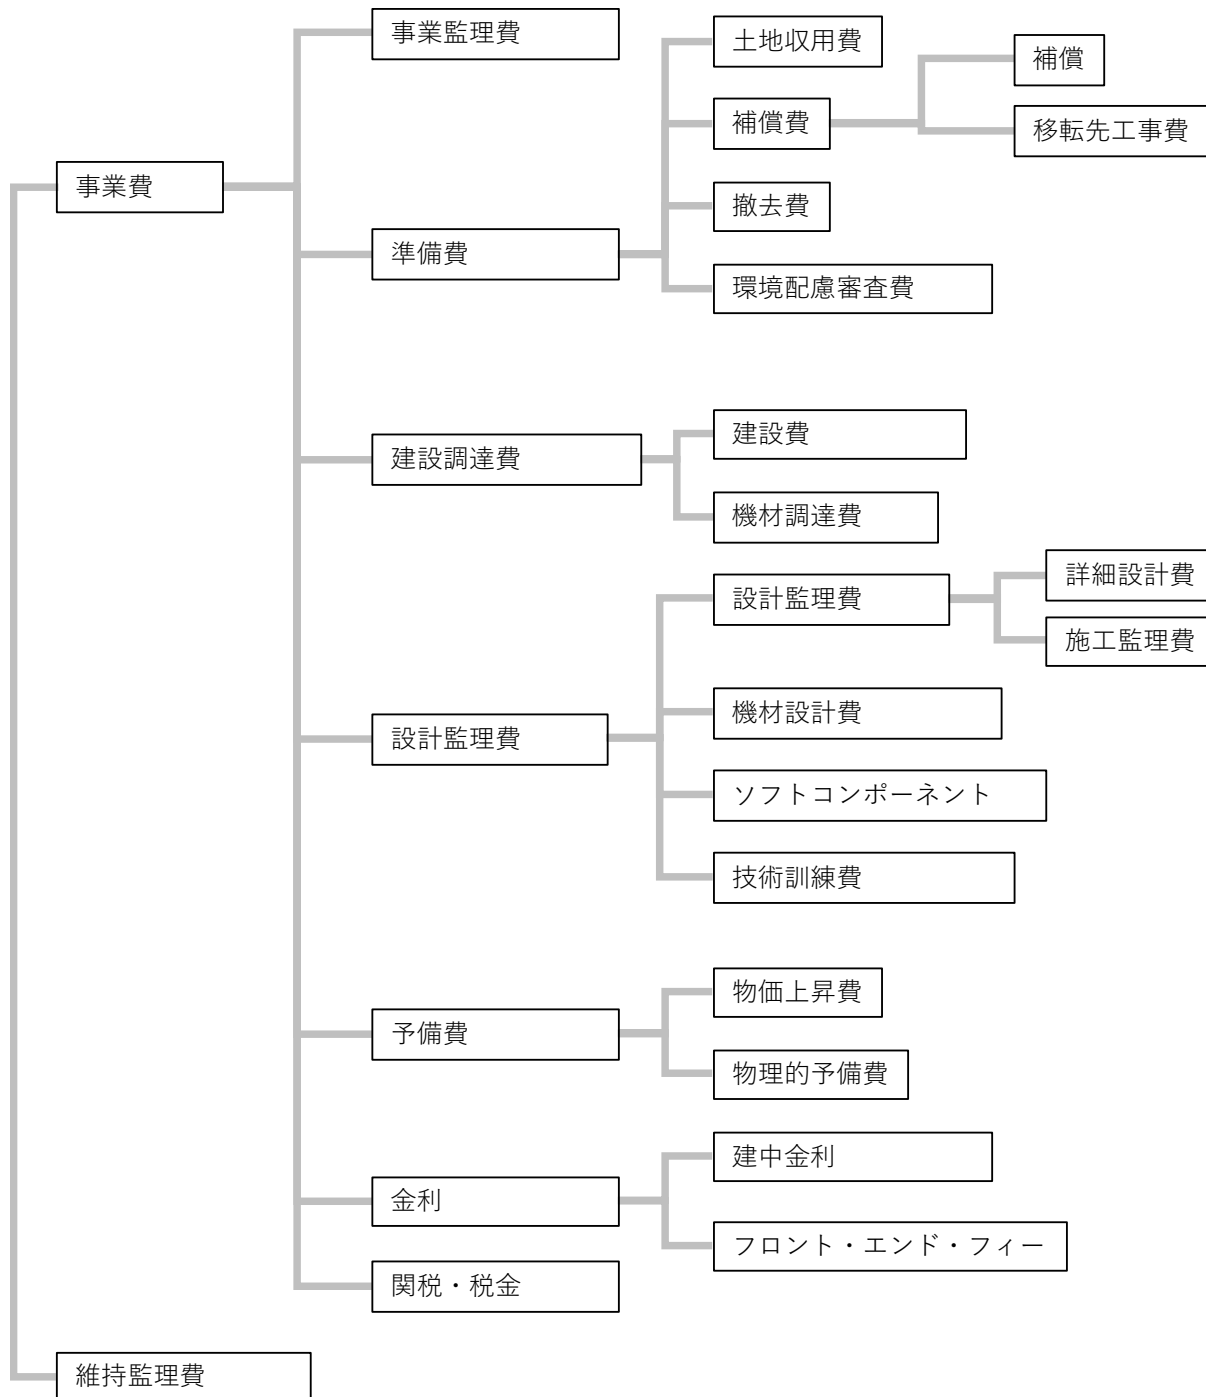 事業費
事業監理費
準備費
土地収用費
補償費
補償
移転先工事費
撤去費
環境配慮審査費
建設調達費
建設費
機材調達費
設計監理費
設計監理費
詳細設計費
施工監理費
機材設計費
ソフトコンポーネント
技術訓練費
予備費
物価上昇費
物理的予備費
金利
建中金利
フロント・エンド・フィー
関税・税金
維持監理費